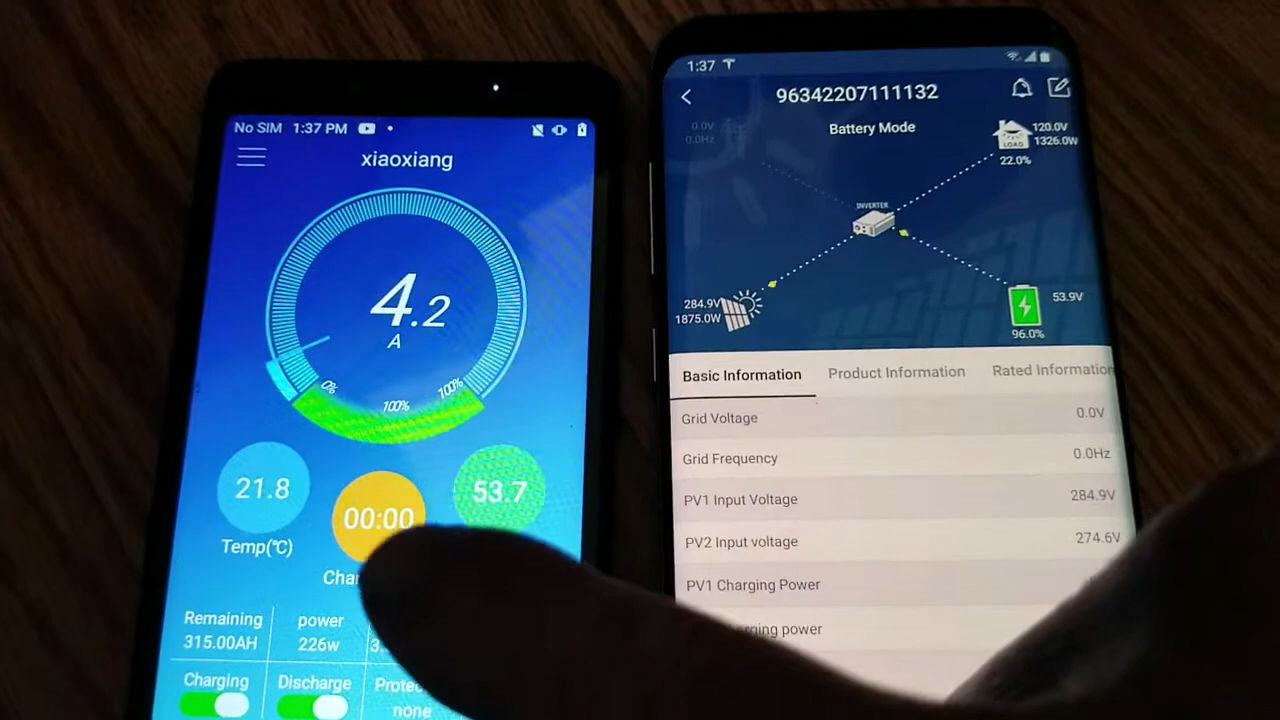 No SIM 1:37 PM
xiaoxiang
4.2
A
0%
100%
100%
21.8
Temp(℃)
00:00
53.7
Remaining
315.00AH
power
226w
Charging
Discharge
none
1:37
96342207111132
0.0V
0.0Hz
Battery Mode
120.0V
1326.0W
LOAD
22.0%
INVERTER
284.9V
1875.0W
53.9V
96.0%
Basic Information Product Information Rated Information
Grid Voltage 0.0V
Grid Frequency 0.0Hz
PV1 Input Voltage 284.9V
PV2 Input voltage 274.6V
PV1 Charging Power
power